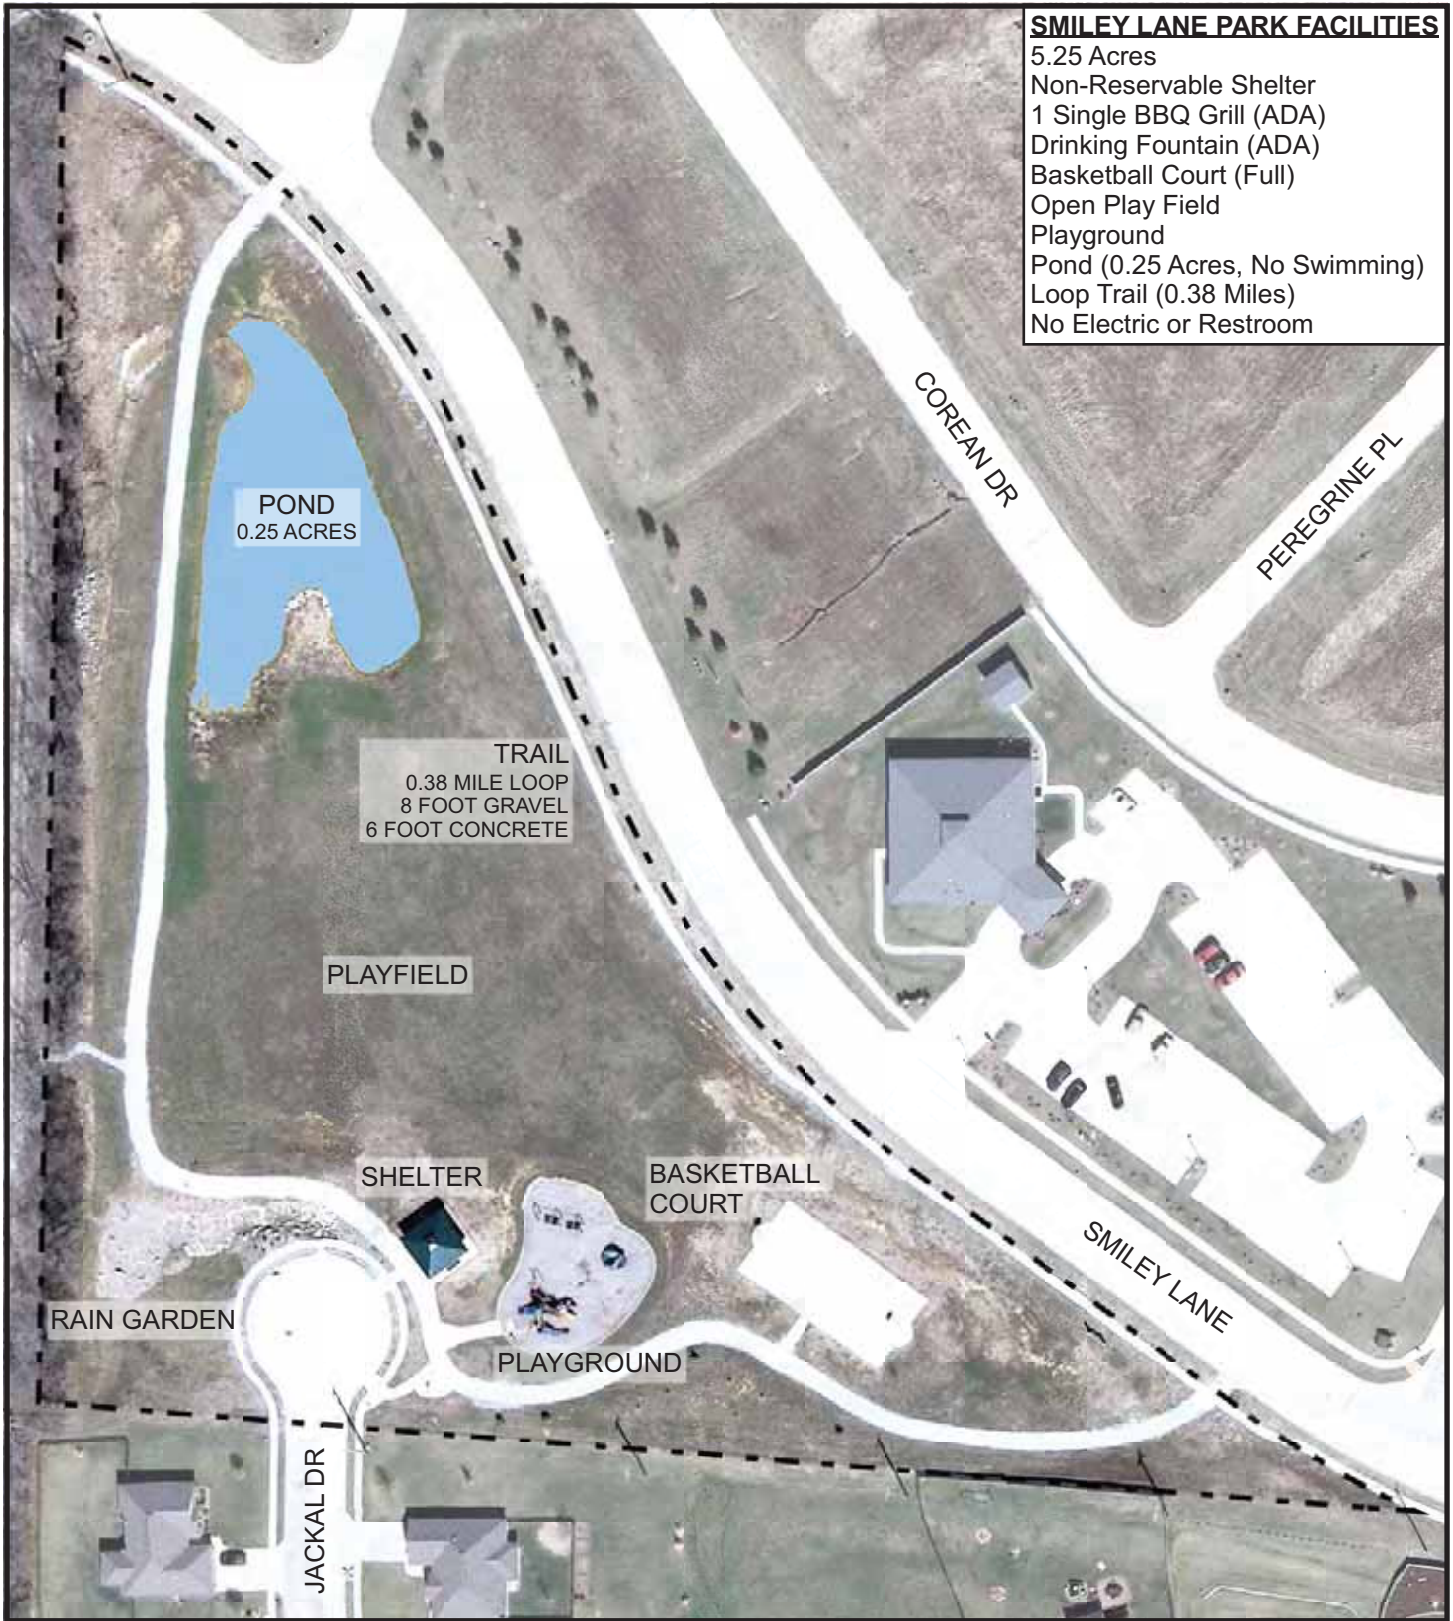 SMILEY LANE PARK FACILITIES
5.25 Acres
Non-Reservable Shelter
1 Single BBQ Grill (ADA)
Drinking Fountain (ADA)
Basketball Court (Full)
Open Play Field
Playground
Pond (0.25 Acres, No Swimming)
Loop Trail (0.38 Miles)
No Electric or Restroom
COREAN DR
PEREGRINE PL
POND
0.25 ACRES
TRAIL
0.38 MILE LOOP
8 FOOT GRAVEL
6 FOOT CONCRETE
PLAYFIELD
SHELTER
BASKETBALL
COURT
SMILEY LANE
RAIN GARDEN
PLAYGROUND
JACKAL DR